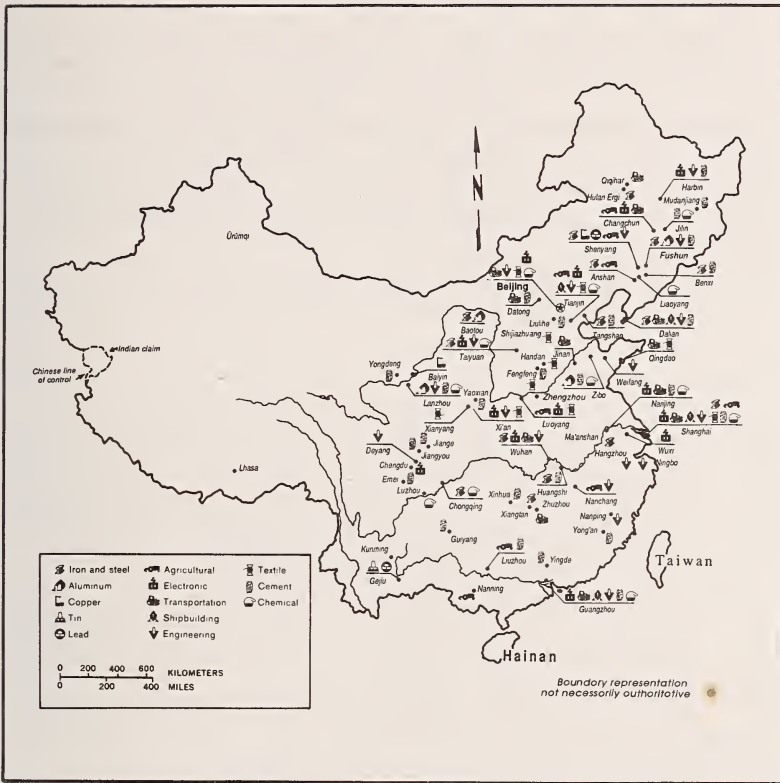 N
Ürümqi
Qiqihar
Hulan Ergi
Harbin
Mudanjiang
Changchun
Jilin
Shenyang
Fushun
Anshan
Benxi
Liaoyang
Beijing
Tianjin
Datong
Liulihe
Tangshan
Dalian
Indian claim
Chinese line
of control
Baotou
Shijiazhuang
Taiyuan
Handan
Jinan
Qingdao
Yongdeng
Baiyin
Fengfeng
Weifang
Lanzhou
Yaoxian
Zhengzhou
Zibo
Xianyang
Xi'an
Luoyang
Nanjing
Ma'anshan
Shanghai
Deyang
Jiange
Jiangyou
Wuhan
Hangzhou
Wuxi
Ningbo
Chengdu
Emei
Luzhou
Chongqing
Xinhua
Huangshi
Zhuzhou
Nanchang
Xiangtan
Nanping
Lhasa
Guiyang
Yong'an
Kunming
Liuzhou
Yingde
Taiwan
Gejiu
Nanning
Guangzhou
Hainan
Iron and steel
Agricultural
Textile
Aluminum
Electronic
Cement
Copper
Transportation
Chemical
Tin
Shipbuilding
Lead
Engineering
0 200 400 600 KILOMETERS
0 200 400 MILES
Boundary representation
not necessarily authoritative